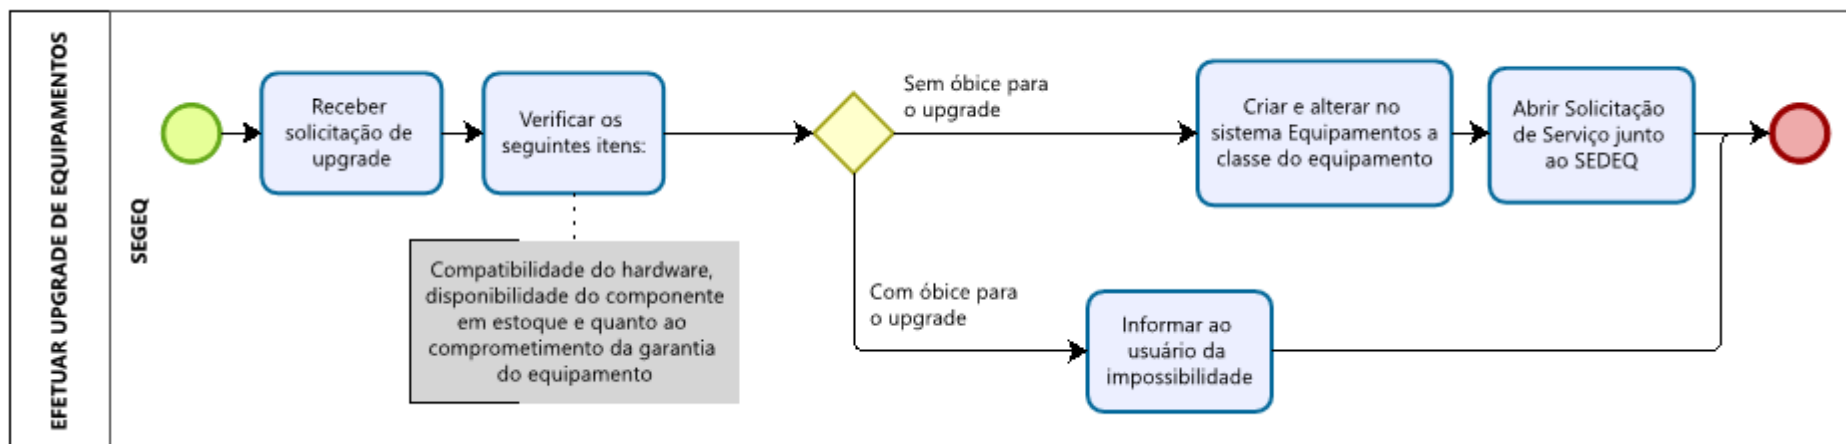 EFETUAR UPGRADE DE EQUIPAMENTOS
SEGEQ
Receber
solicitação de
upgrade
Verificar os
seguintes itens:
Compatibilidade do hardware,
disponibilidade do componente
em estoque e quanto ao
comprometimento da garantia
do equipamento
Sem óbice para
o upgrade
Criar e alterar no
sistema Equipamentos a
classe do equipamento
Abrir Solicitação
de Serviço junto
ao SEDEQ
Com óbice para
o upgrade
Informar ao
usuário da
impossibilidade